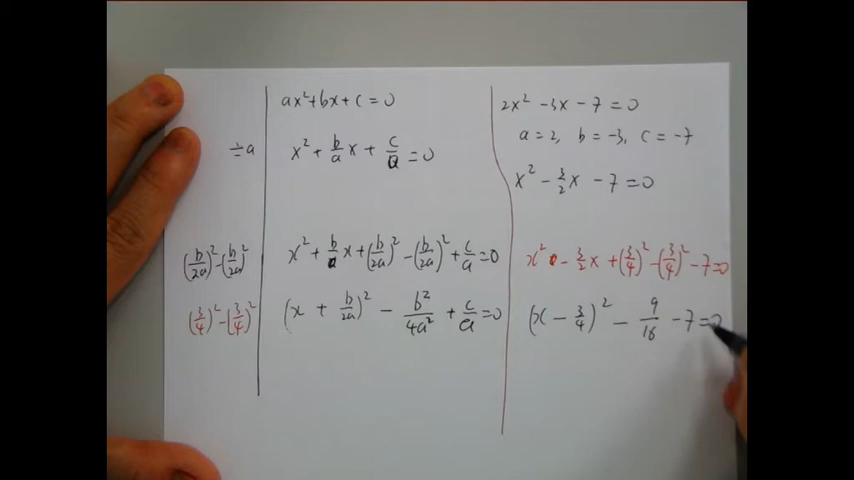 ax²+bx+c=0
÷a x² + b/a x + c/a = 0
(b/2a)² - (b/2a)² x² + b/a x + (b/2a)² - (b/2a)² + c/a = 0
(3/4)² - (3/4)² (x + b/2a)² - b²/4a² + c/a = 0
2x² - 3x - 7 = 0
a = 2, b = -3, c = -7
x² - 3/2 x - 7 = 0
x² - 3/2 x + (3/4)² - (3/4)² - 7 = 0
(x - 3/4)² - 9/16 - 7 = 0